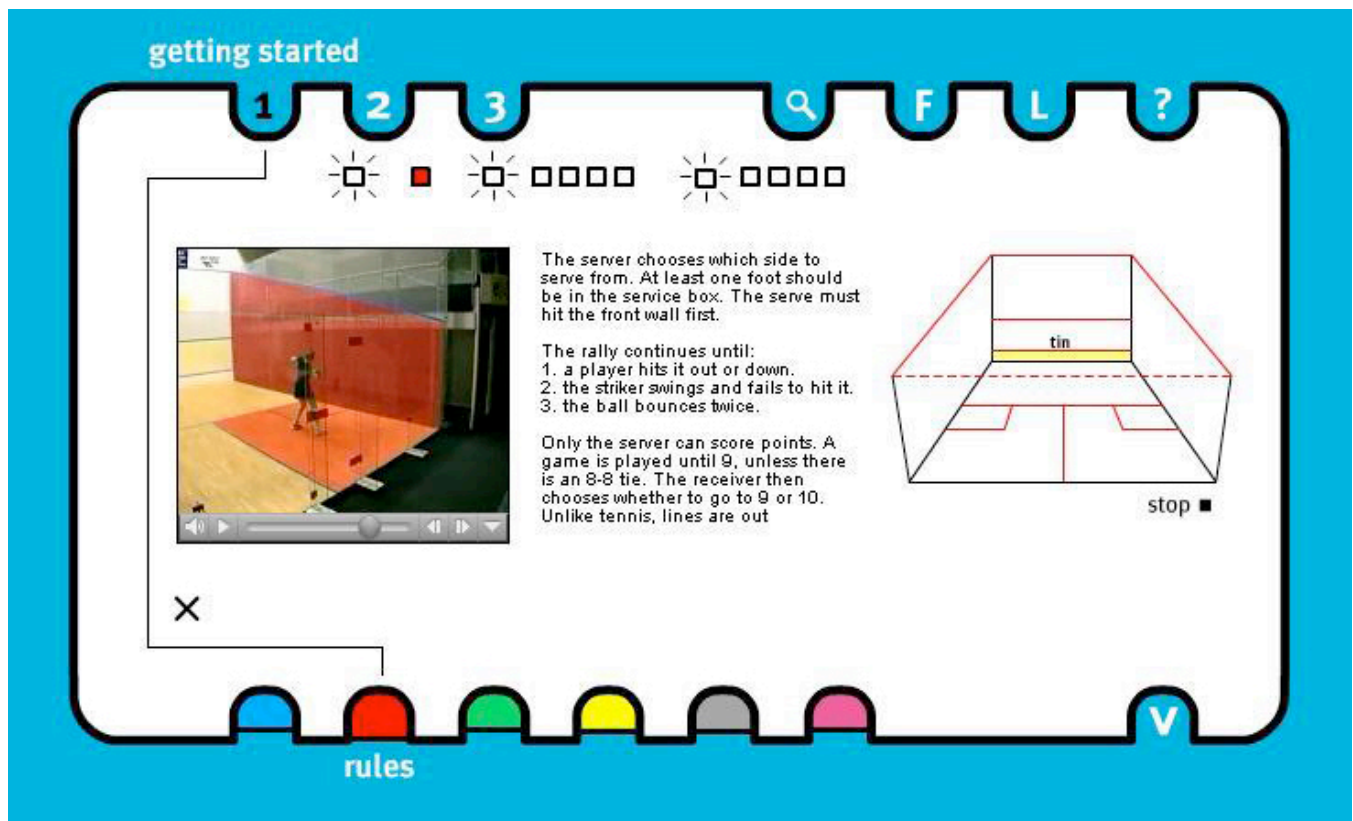 getting started
1 2 3 F L ?
The server chooses which side to
serve from. At least one foot should
be in the service box. The serve must
hit the front wall first.
The rally continues until:
1. a player hits it out or down.
2. the striker swings and fails to hit it.
3. the ball bounces twice.
Only the server can score points. A
game is played until 9, unless there
is an 8-8 tie. The receiver then
chooses whether to go to 9 or 10.
Unlike tennis, lines are out
tin
stop
V
rules